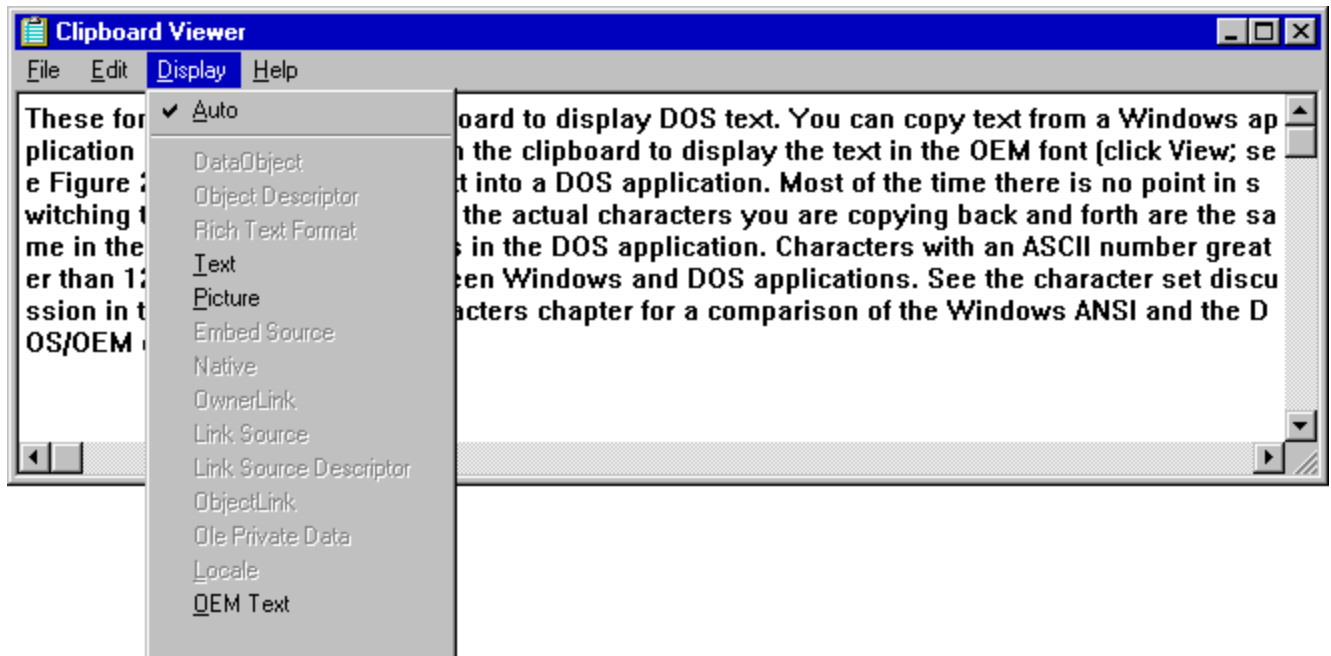 Clipboard Viewer
File Edit Display Help
These for
plication
e Figure
witching t
me in the
er than 12
ssion in t
OS/OEM
Auto
DataObject
Object Descriptor
Rich Text Format
Text
Picture
Embed Source
Native
OwnerLink
Link Source
Link Source Descriptor
ObjectLink
Ole Private Data
Locale
OEM Text
oard to display DOS text. You can copy text from a Windows ap
the clipboard to display the text in the OEM font (click View; se
t into a DOS application. Most of the time there is no point in s
the actual characters you are copying back and forth are the sa
s in the DOS application. Characters with an ASCII number great
een Windows and DOS applications. See the character set discu
acters chapter for a comparison of the Windows ANSI and the D